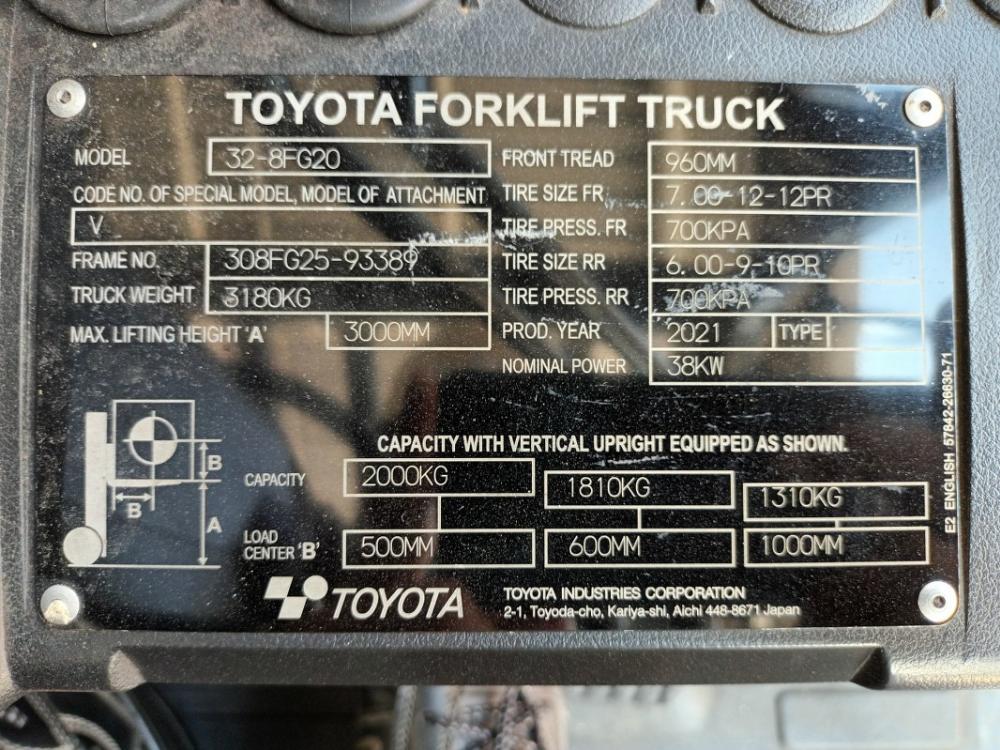 TOYOTA FORKLIFT TRUCK
MODEL 32-8FG20
CODE NO. OF SPECIAL MODEL, MODEL OF ATTACHMENT
V
FRAME NO. 308FG25-93389
TRUCK WEIGHT 3180KG
MAX. LIFTING HEIGHT 'A' 3000MM
FRONT TREAD 960MM
TIRE SIZE FR. 7.00-12-12PR
TIRE PRESS. FR 700KPA
TIRE SIZE RR 6.00-9-10PR
TIRE PRESS. RR 700KPA
PROD. YEAR 2021 TYPE
NOMINAL POWER 38KW
CAPACITY WITH VERTICAL UPRIGHT EQUIPPED AS SHOWN.
B
B
A
CAPACITY 2000KG 1810KG 1310KG
LOAD CENTER 'B' 500MM 600MM 1000MM
TOYOTA
TOYOTA INDUSTRIES CORPORATION
2-1, Toyoda-cho, Kariya-shi, Aichi 448-8671 Japan
E2 ENGLISH 57842-26630-71